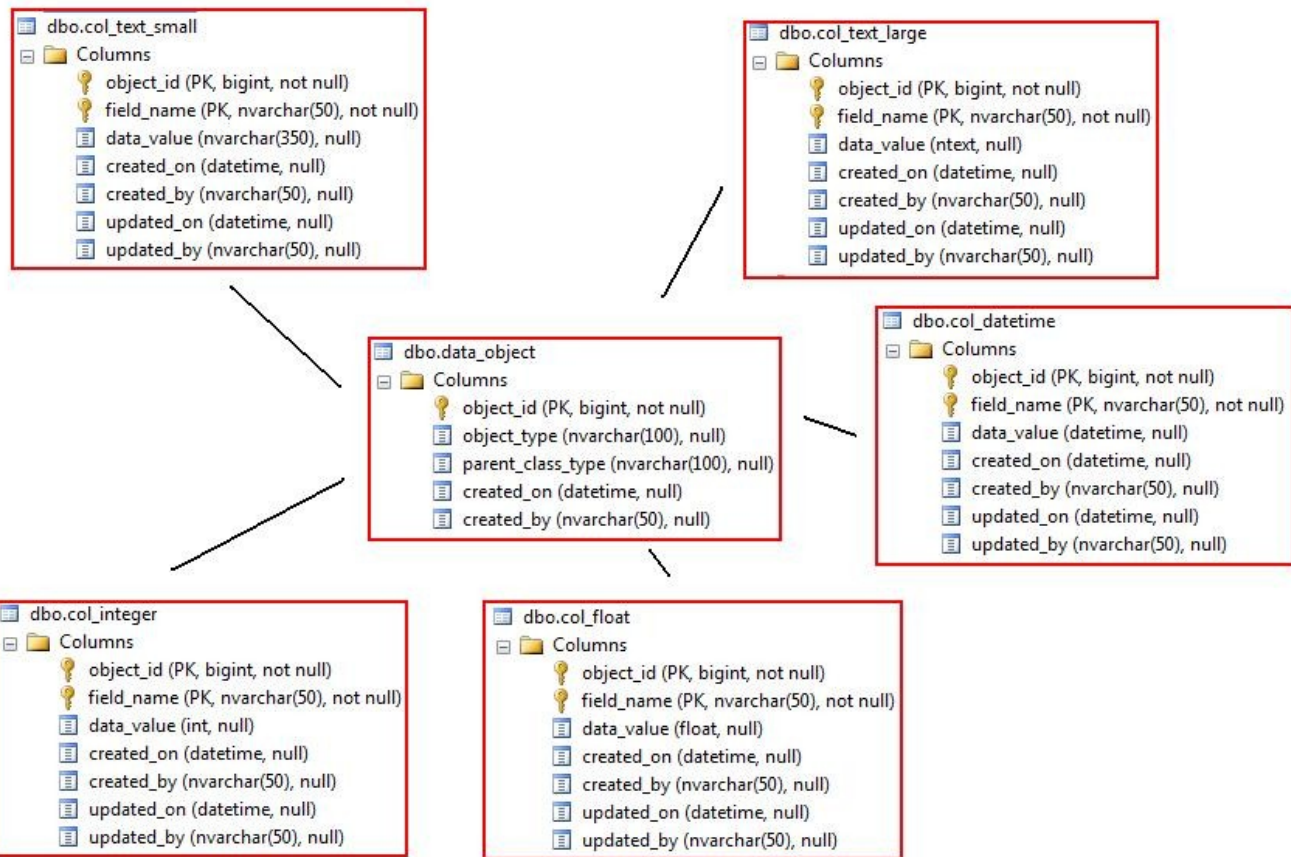 dbo.col_text_small
Columns
object_id (PK, bigint, not null)
field_name (PK, nvarchar(50), not null)
data_value (nvarchar(350), null)
created_on (datetime, null)
created_by (nvarchar(50), null)
updated_on (datetime, null)
updated_by (nvarchar(50), null)
dbo.col_text_large
Columns
object_id (PK, bigint, not null)
field_name (PK, nvarchar(50), not null)
data_value (ntext, null)
created_on (datetime, null)
created_by (nvarchar(50), null)
updated_on (datetime, null)
updated_by (nvarchar(50), null)
dbo.data_object
Columns
object_id (PK, bigint, not null)
object_type (nvarchar(100), null)
parent_class_type (nvarchar(100), null)
created_on (datetime, null)
created_by (nvarchar(50), null)
dbo.col_datetime
Columns
object_id (PK, bigint, not null)
field_name (PK, nvarchar(50), not null)
data_value (datetime, null)
created_on (datetime, null)
created_by (nvarchar(50), null)
updated_on (datetime, null)
updated_by (nvarchar(50), null)
dbo.col_integer
Columns
object_id (PK, bigint, not null)
field_name (PK, nvarchar(50), not null)
data_value (int, null)
created_on (datetime, null)
created_by (nvarchar(50), null)
updated_on (datetime, null)
updated_by (nvarchar(50), null)
dbo.col_float
Columns
object_id (PK, bigint, not null)
field_name (PK, nvarchar(50), not null)
data_value (float, null)
created_on (datetime, null)
created_by (nvarchar(50), null)
updated_on (datetime, null)
updated_by (nvarchar(50), null)